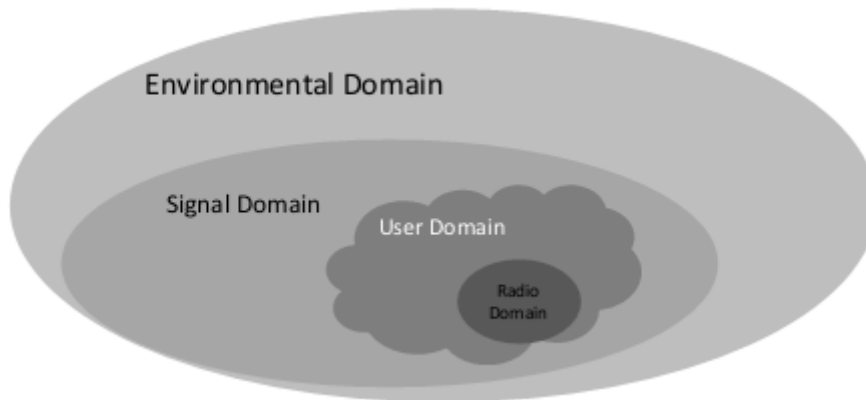 Environmental Domain
Signal Domain
User Domain
Radio
Domain